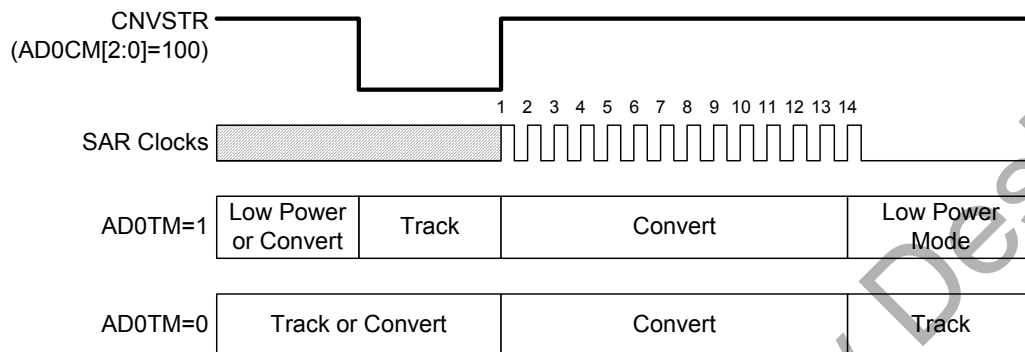 CNVSTR
(AD0CM[2:0]=100)
1 2 3 4 5 6 7 8 9 10 11 12 13 14
SAR Clocks
AD0TM=1
Low Power
or Convert
Track
Convert
Low Power
Mode
AD0TM=0
Track or Convert
Convert
Track